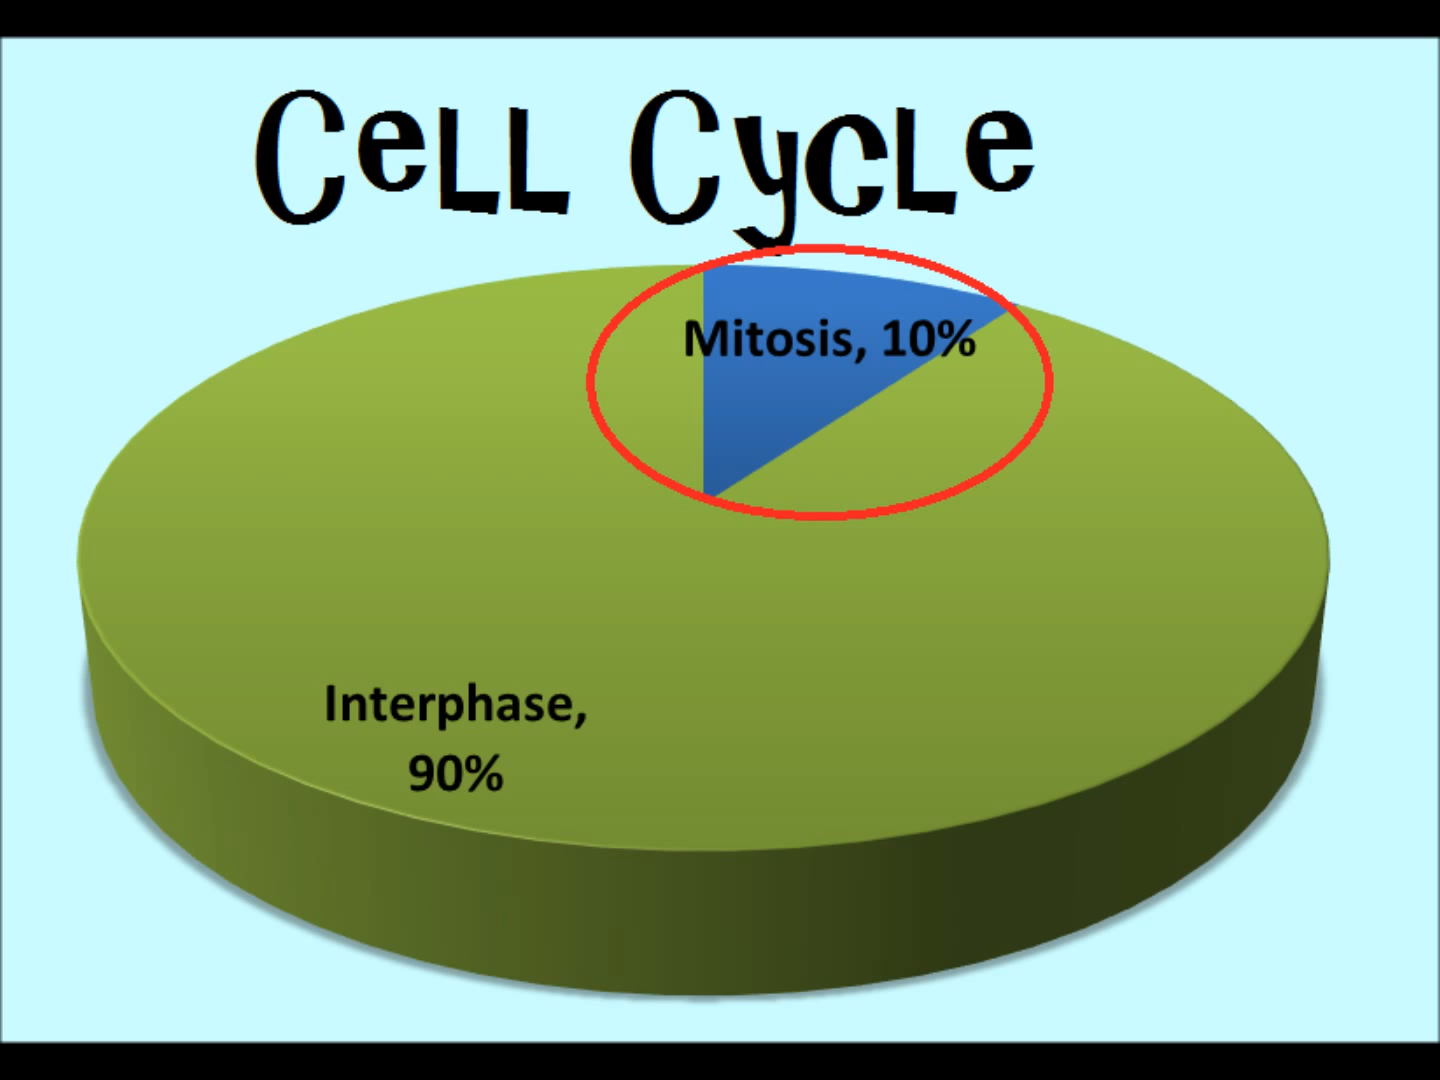 Cell Cycle
Mitosis, 10%
Interphase,
90%